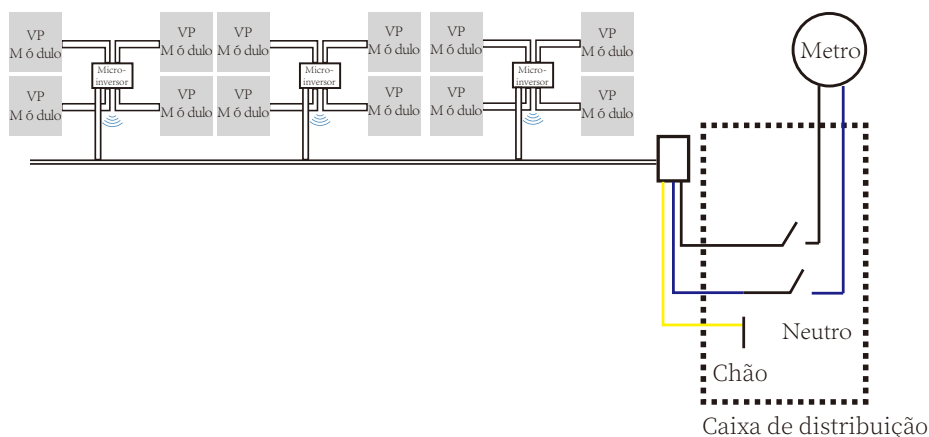 VP
M ó dulo
VP
M ó dulo
Micro-
inversor
VP
M ó dulo
VP
M ó dulo
VP
M ó dulo
VP
M ó dulo
Micro-
inversor
VP
M ó dulo
VP
M ó dulo
VP
M ó dulo
VP
M ó dulo
Micro-
inversor
VP
M ó dulo
VP
M ó dulo
Metro
Neutro
Chão
Caixa de distribuição